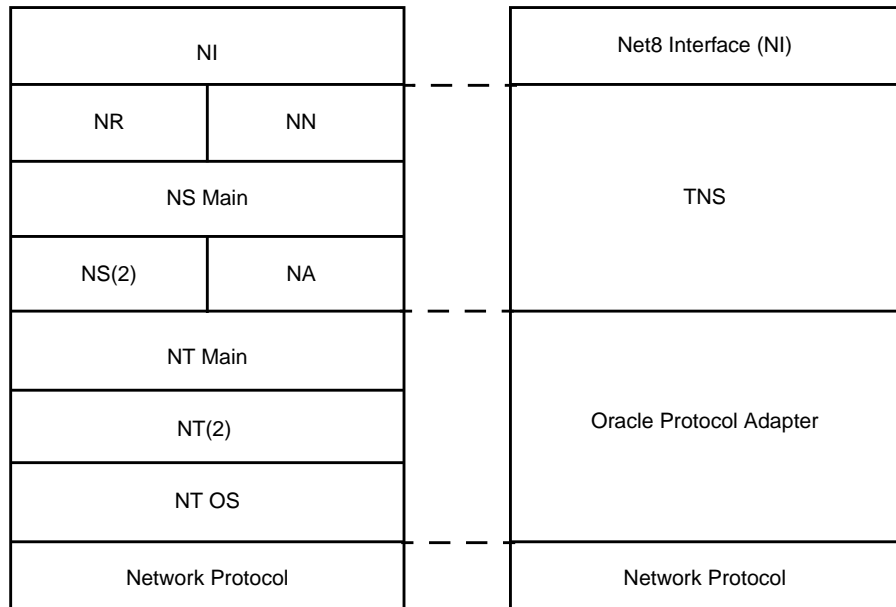 NI
NR
NN
NS Main
NS(2)
NA
NT Main
NT(2)
NT OS
Network Protocol
Net8 Interface (NI)
TNS
Oracle Protocol Adapter
Network Protocol